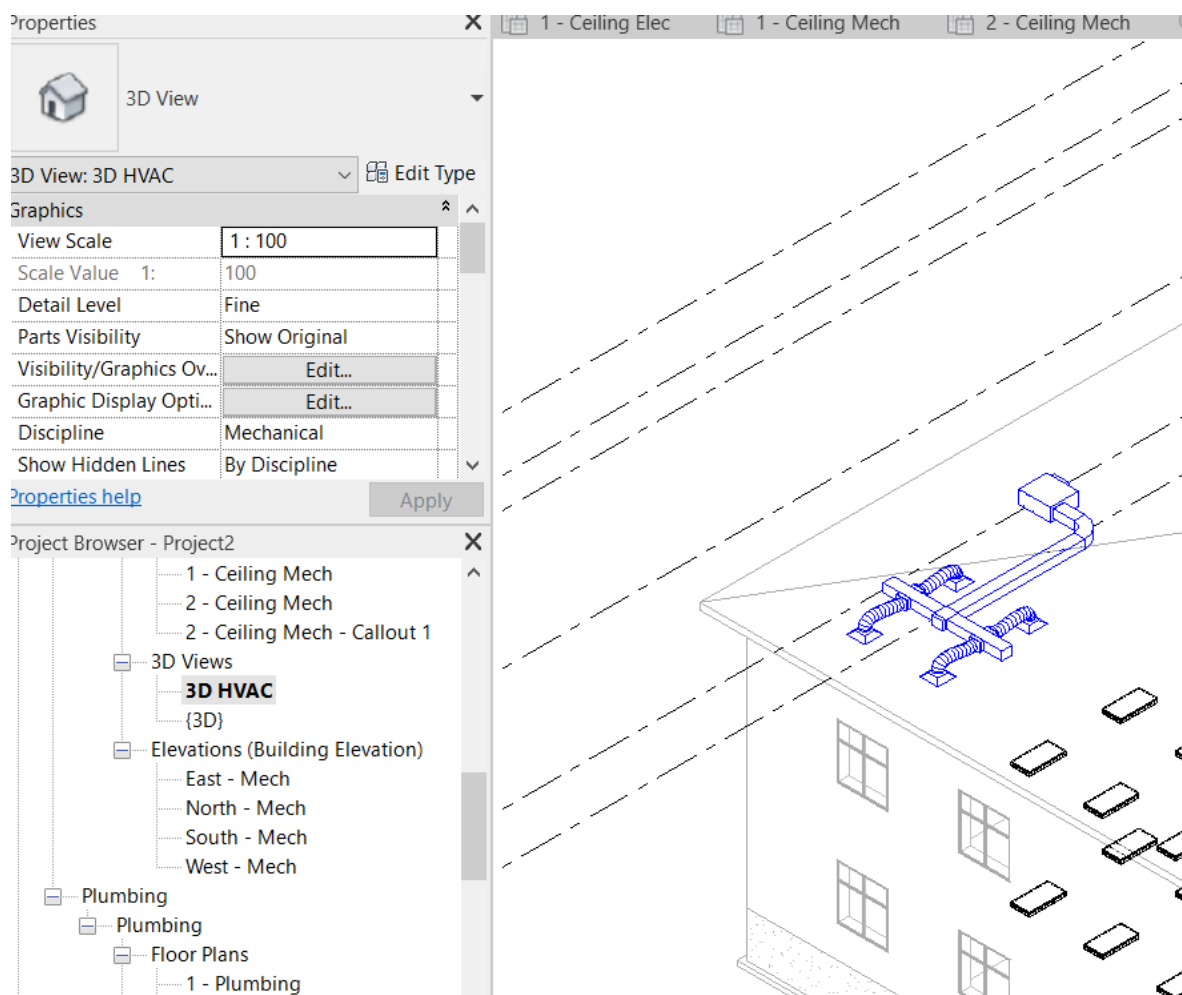 Properties
1 - Ceiling Elec
1 - Ceiling Mech
2 - Ceiling Mech
3D View
3D View: 3D HVAC
Edit Type
Graphics
View Scale 1 : 100
Scale Value 1: 100
Detail Level Fine
Parts Visibility Show Original
Visibility/Graphics Ov... Edit...
Graphic Display Opti... Edit...
Discipline Mechanical
Show Hidden Lines By Discipline
Properties help
Apply
Project Browser - Project2
1 - Ceiling Mech
2 - Ceiling Mech
2 - Ceiling Mech - Callout 1
3D Views
3D HVAC
{3D}
Elevations (Building Elevation)
East - Mech
North - Mech
South - Mech
West - Mech
Plumbing
Plumbing
Floor Plans
1 - Plumbing